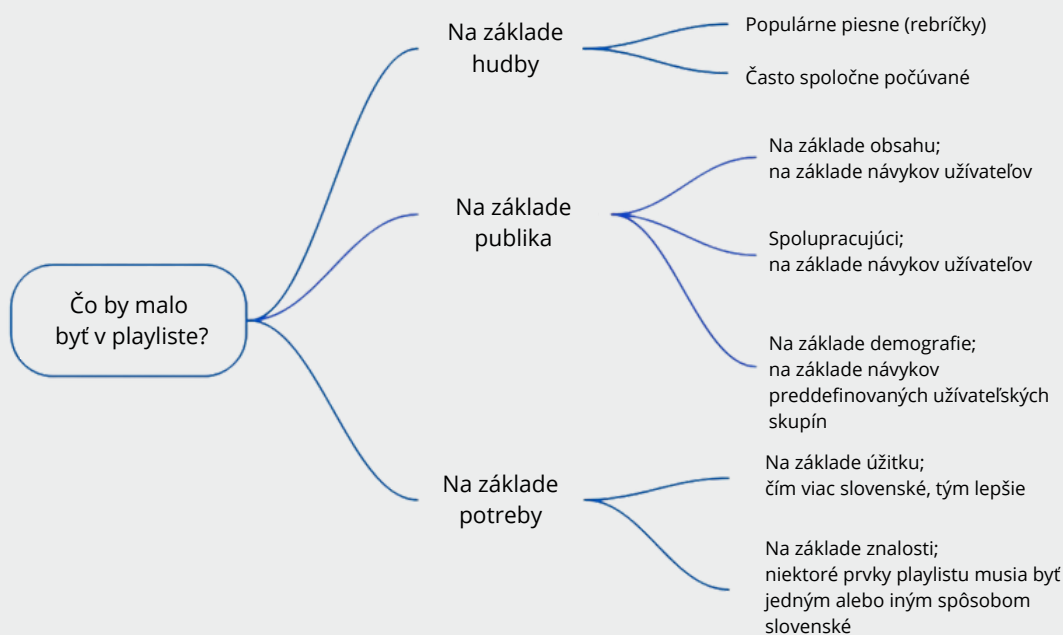 Čo by malo
byť v playliste?
Na základe
hudby
Populárne piesne (rebríčky)
Často spoločne počúvané
Na základe
publika
Na základe obsahu;
na základe návykov užívateľov
Spolupracujúci;
na základe návykov užívateľov
Na základe demografie;
na základe návykov
preddefinovaných užívateľských
skupín
Na základe
potreby
Na základe úžitku;
čím viac slovenské, tým lepšie
Na základe znalosti;
niektoré prvky playlistu musia byť
jedným alebo iným spôsobom
slovenské